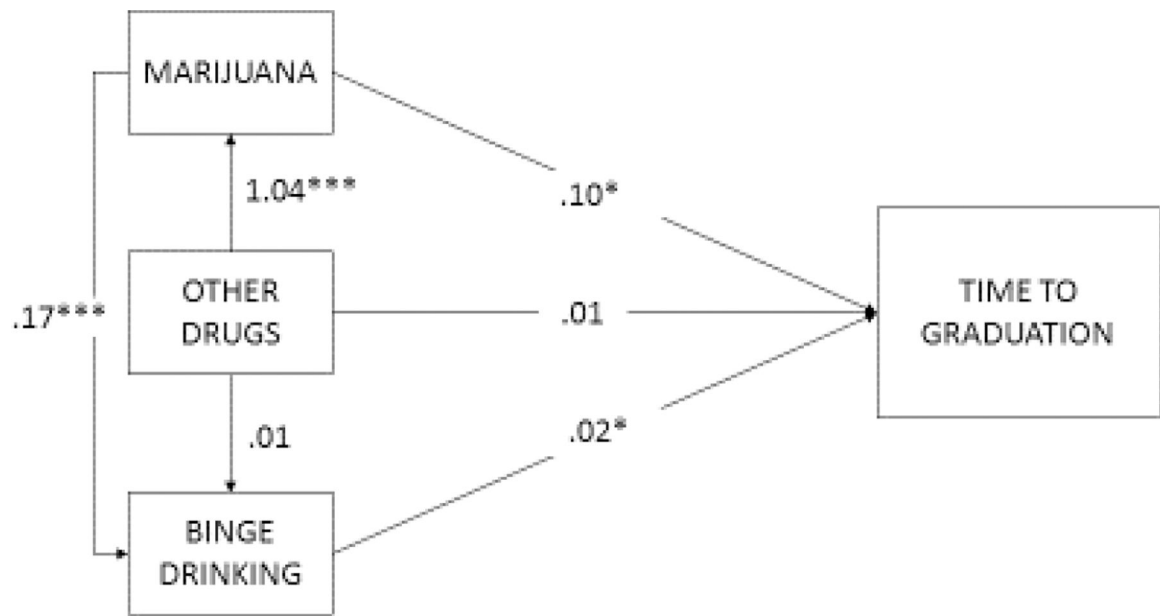 MARIJUANA
1.04***
.10*
OTHER
DRUGS
.17***
.01
TIME TO
GRADUATION
.01
.02*
BINGE
DRINKING